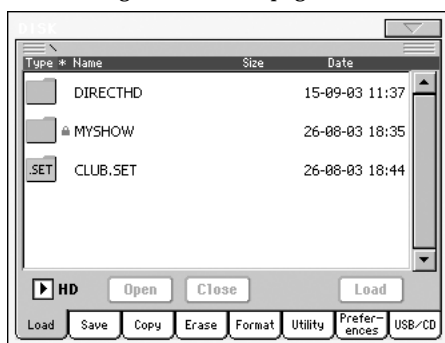 DISK
Type * Name Size Date
DIRECTHD 15-09-03 11:37
MYSHOW 26-08-03 18:35
.SET CLUB.SET 26-08-03 18:44
HD Open Close Load
Load Save Copy Erase Format Utility Prefer-ences USB/CD